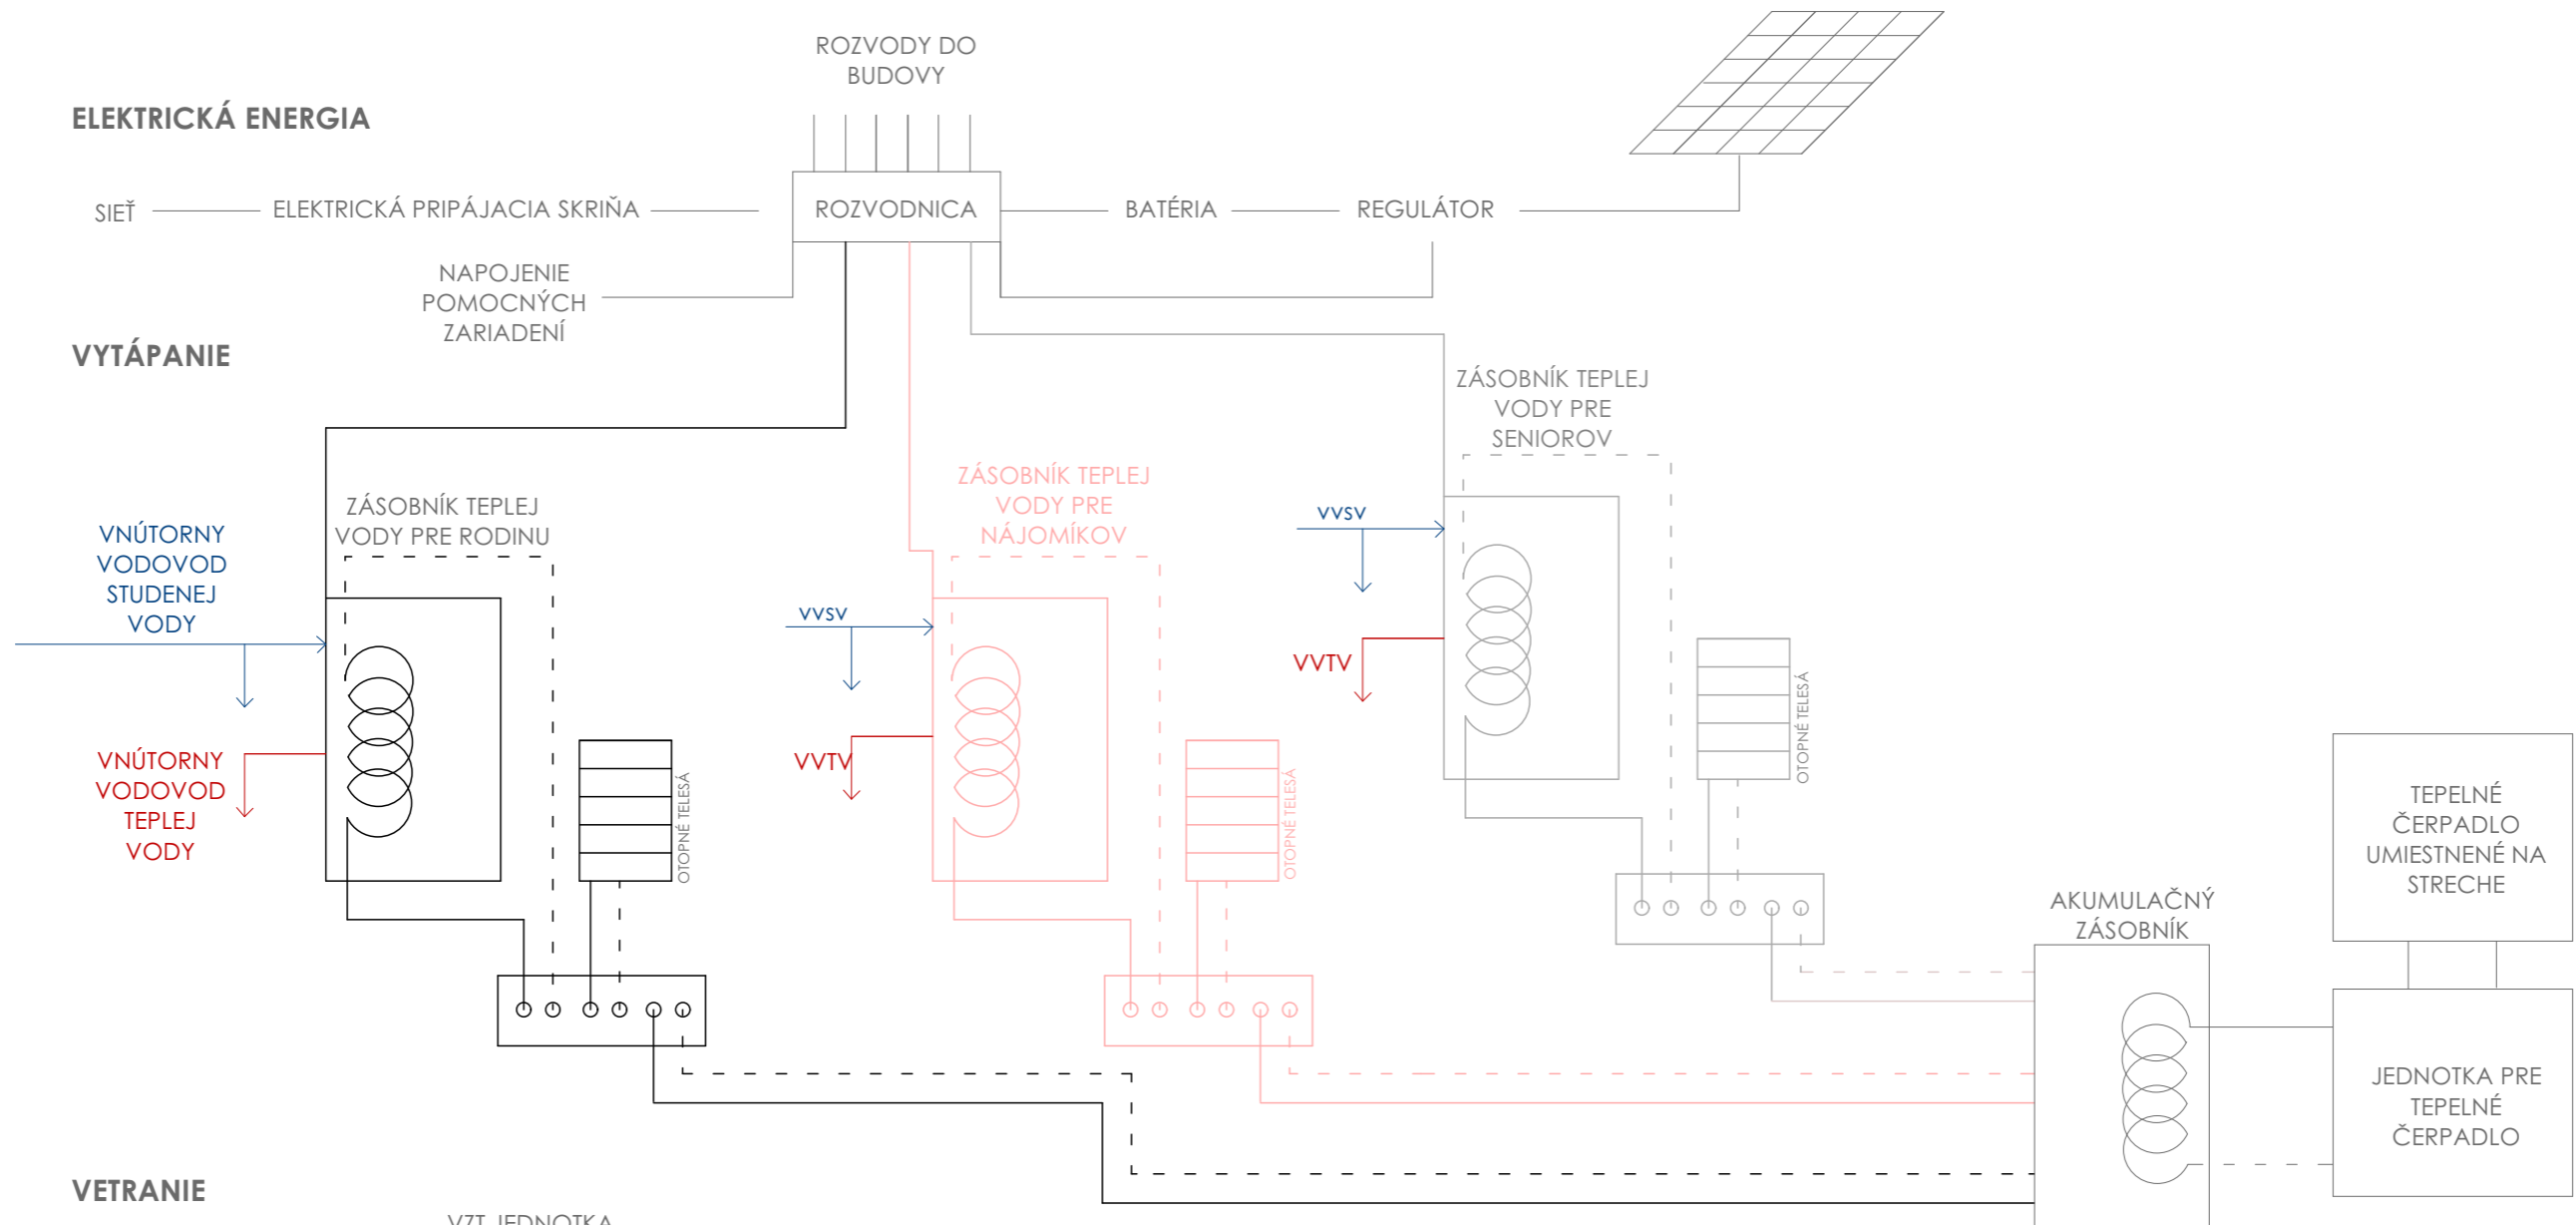 ROZVODY DO
BUDOVY
ELEKTRICKÁ ENERGIA
SIEŤ
ELEKTRICKÁ PRIPÁJACIA SKRIŇA
ROZVODNICA
BATÉRIA
REGULÁTOR
NAPOJENIE
POMOCNÝCH
ZARIADENÍ
VYTÁPANIE
ZÁSOBNÍK TEPLEJ
VODY PRE
SENIOROV
ZÁSOBNÍK TEPLEJ
VODY PRE
NÁJOMÍKOV
ZÁSOBNÍK TEPLEJ
VODY PRE RODINU
VNÚTORNY
VODOVOD
STUDENEJ
VODY
VVSV
VVSV
VVTV
VVTV
VNÚTORNY
VODOVOD
TEPLEJ
VODY
OTOPNÉ TELESÁ
OTOPNÉ TELESÁ
OTOPNÉ TELESÁ
TEPELNÉ
ČERPADLO
UMIESTNENÉ NA
STRECHE
AKUMULAČNÝ
ZÁSOBNÍK
JEDNOTKA PRE
TEPELNÉ
ČERPADLO
VETRANIE
VZT JEDNOTKA